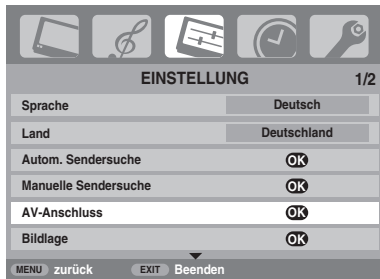 EINSTELLUNG 1/2
Sprache Deutsch
Land Deutschland
Autom. Sendersuche OK
Manuelle Sendersuche OK
AV-Anschluss OK
Bildlage OK
MENU zurück EXIT Beenden